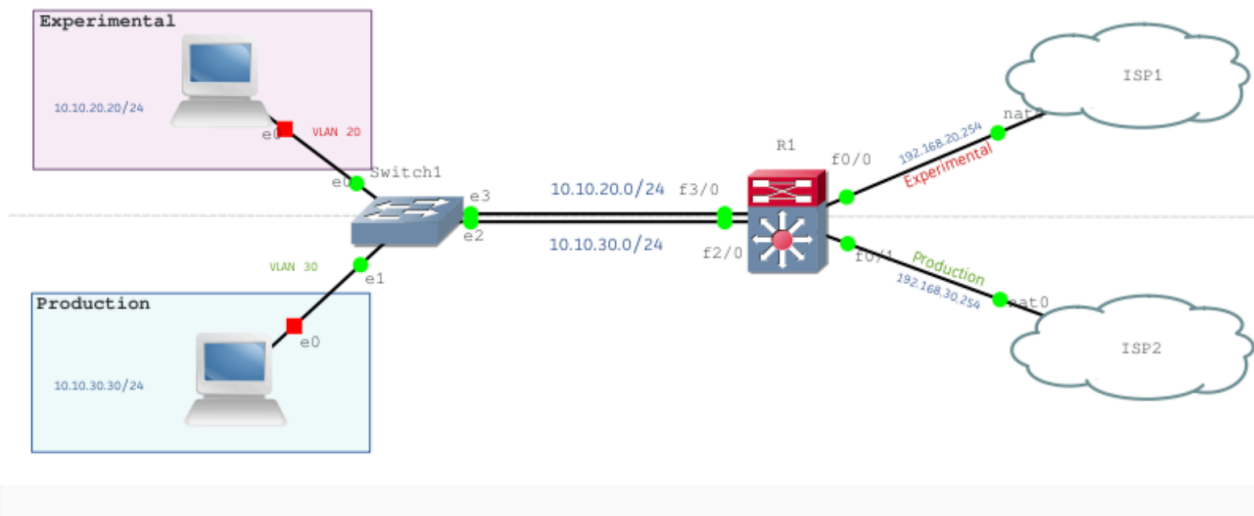 Experimental
10.10.20.20/24
e0
VLAN 20
e0
Switch1
e3
e2
10.10.20.0/24
10.10.30.0/24
f3/0
f2/0
R1
f0/0
192.168.20.254
Experimental
ISP1
f0/1
Production
192.168.30.254
nat0
ISP2
VLAN 30
e1
Production
e0
10.10.30.30/24